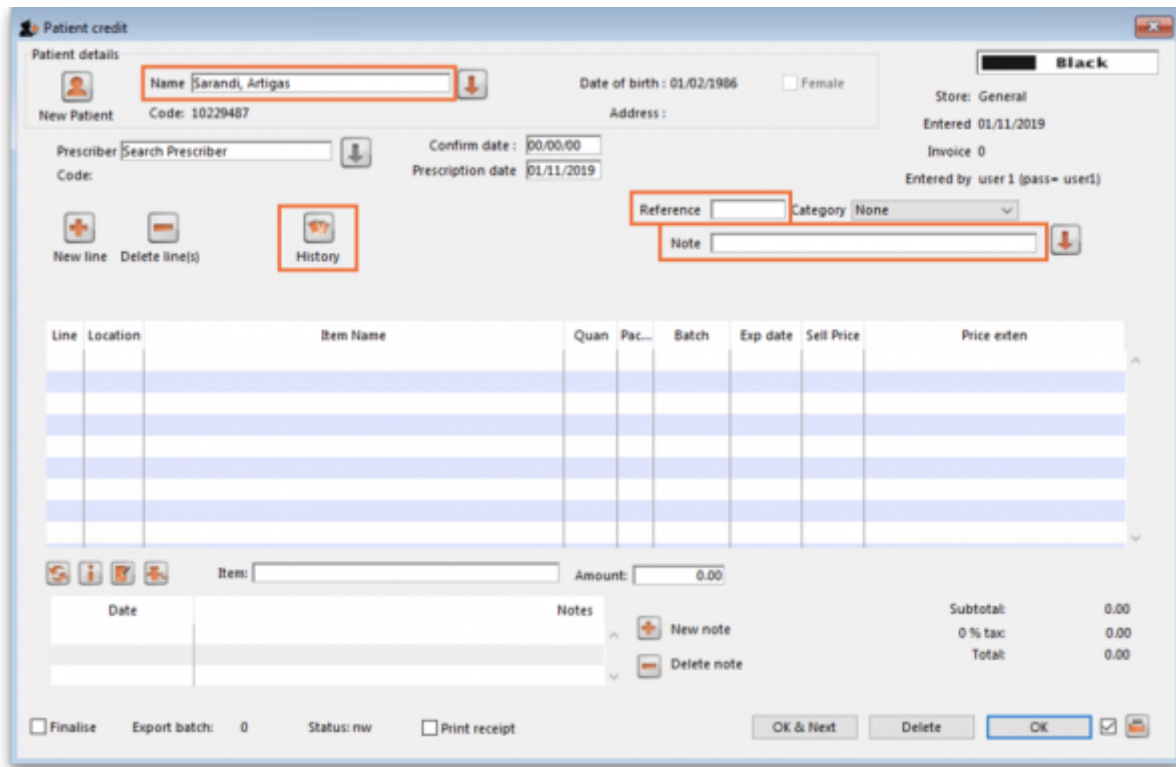 Patient credit
Patient details
Name Sarandi, Artigas
Date of birth : 01/02/1986
Female
Black
New Patient
Code: 10229487
Address :
Store: General
Entered 01/11/2019
Prescriber Search Prescriber
Confirm date : 00/00/00
Invoice 0
Code:
Prescription date 01/11/2019
Entered by user 1 (pass= user1)
Reference
Category None
Note
New line Delete line(s) History
Line Location Item Name Quan Pac... Batch Exp date Sell Price Price exten
Item:
Amount: 0.00
Date Notes
New note
Delete note
Subtotal: 0.00
0 % tax: 0.00
Total: 0.00
Finalise Export batch: 0 Status: nw Print receipt OK & Next Delete OK